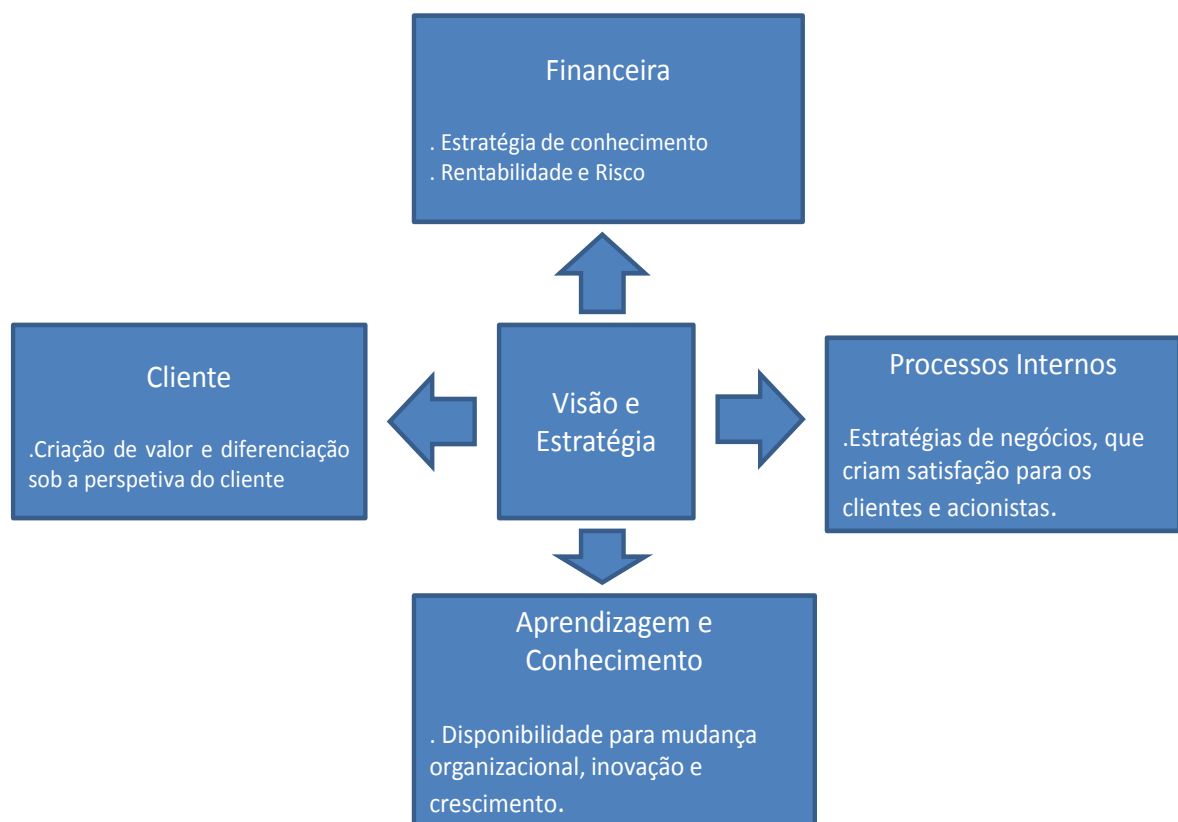 Financeira
. Estratégia de conhecimento
. Rentabilidade e Risco
Cliente
.Criação de valor e diferenciação
sob a perspetiva do cliente
Visão e
Estratégia
Processos Internos
.Estratégias de negócios, que
criam satisfação para os
clientes e acionistas.
Aprendizagem e
Conhecimento
. Disponibilidade para mudança
organizacional, inovação e
crescimento.